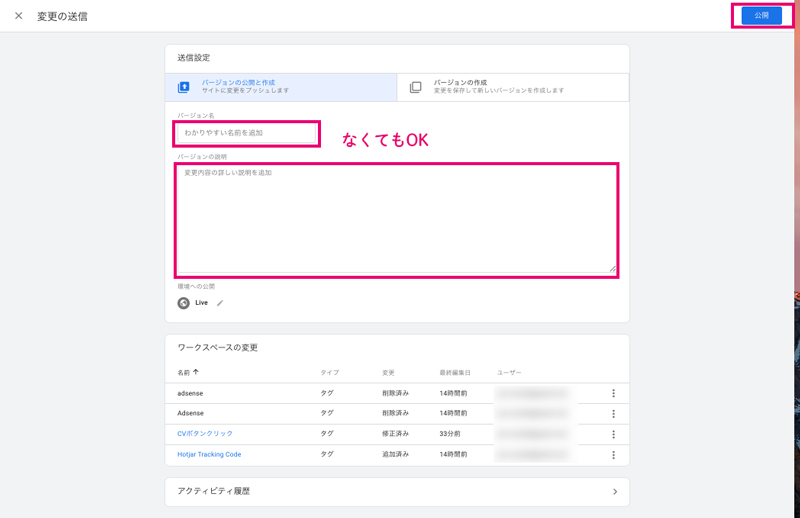 変更の送信
公開
送信設定
バージョンの公開と作成
サイトに変更をプッシュします
バージョンの作成
変更を保存して新しいバージョンを作成します
バージョン名
わかりやすい名前を追加
なくてもOK
バージョンの説明
変更内容の詳しい説明を追加
環境への公開
Live
ワークスペースの変更
名前 タイプ 変更 最終編集日 ユーザー
adsense タグ 削除済み 14時間前
Adsense タグ 削除済み 14時間前
CVボタンクリック タグ 修正済み 33分前
Hotjar Tracking Code タグ 追加済み 14時間前
アクティビティ履歴